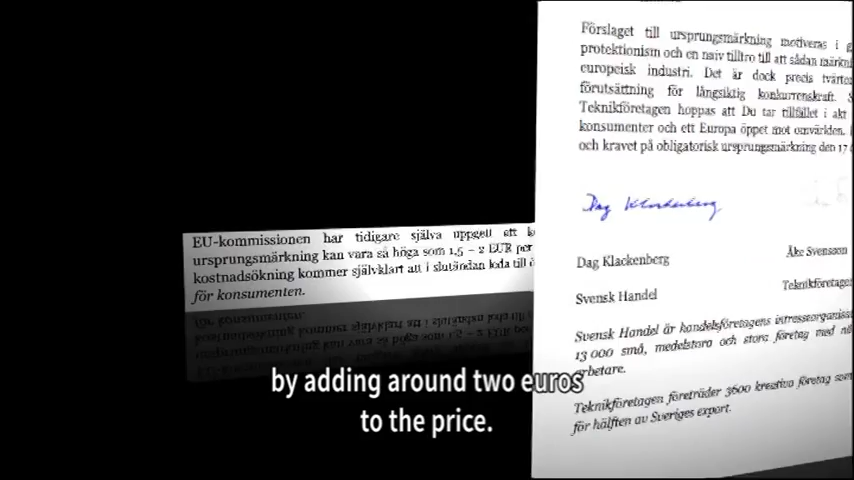 Förslaget till ursprungsmärkning motiveras i
protektionism och en naiv tilltro till att sådan
europeisk industri. Det är dock precis
förutsättning för långsiktig konkurrenskraft.
Teknikföretagen hoppas att Du tar tillfället i akt
konsumenter och ett Europa öppet mot omvärlden.
och kravet på obligatorisk ursprungsmärkning den 17
Dag Klackenberg
Dag Klackenberg
Åke Svensson
Svensk Handel
Teknikföretagen
Svensk Handel är handelsföretagens
13 000 små, medelstora och stora företag med
Teknikföretagen företräder 3600 kreativa företag som
för hälften av Sveriges export.
EU-kommissionen har tidigare själva uppgett att
ursprungsmärkning kan vara så höga som 1,5 – 2 EUR per
kostnadsökning kommer självklart att i slutändan leda till
för konsumenten.
by adding around two euros
to the price.